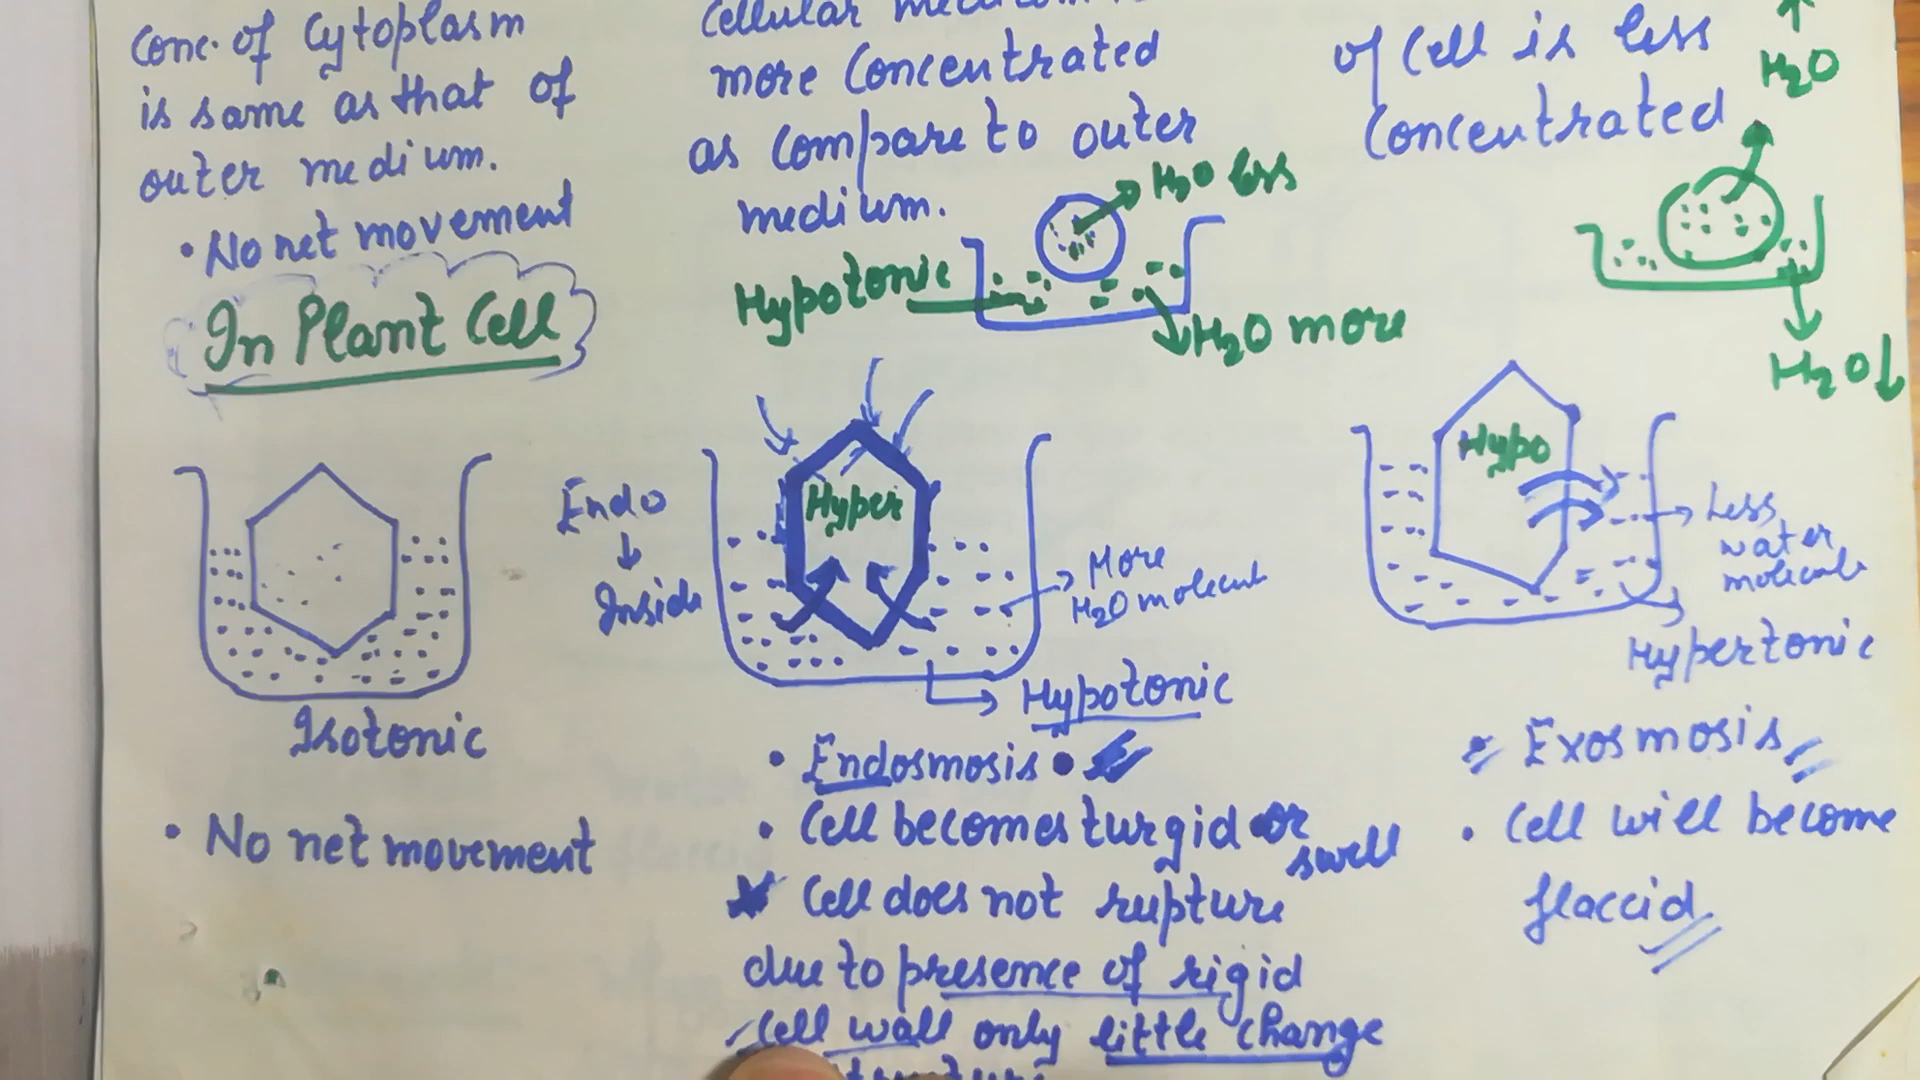 Conc. of Cytoplasm
is same as that of
outer medium.
• No net movement
In Plant Cell
Cellular
more Concentrated
as compare to outer
medium.
H2O less
Hypotonic
H2O more
of Cell is less
Concentrated
H2O
H2O↓
Isotonic
• No net movement
Endo
↓
Inside
Hyper
More
H2O molecul
Hypotonic
• Endosmosis •
• Cell becomes turgid or
swell
Cell does not rupture
due to presence of rigid
cell wall only little change
Hypo
Less
water
molecule
Hypertonic
Exosmosis
• Cell will become
flaccid